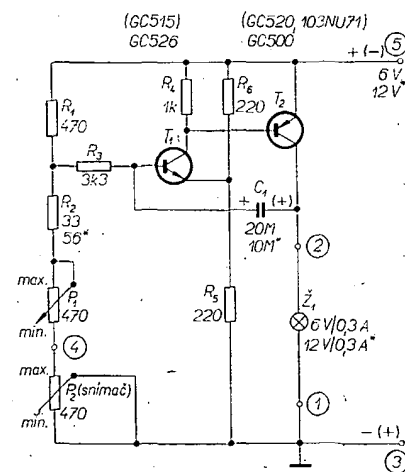 (GC515)
GC526
(GC520, 103NU71)
GC500
+ (-)
5
6 V
12 V*
R4
1k
R6
220
T2
R1
470
T1
R3
3k3
C1
+
(+)
20M
10M*
R2
33
56*
2
max.
P1
470
min.
R5
220
Ž1
6 V/0,3 A
12 V/0,3 A*
4
max.
P2 (snímač)
470
min.
1
- (+)
3